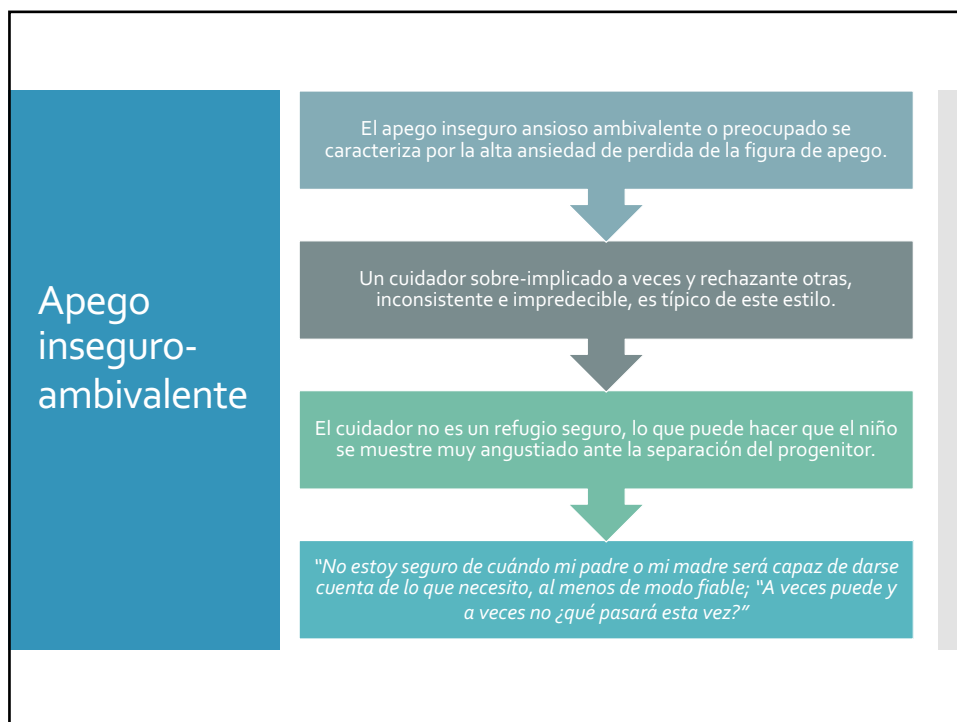 Apego
inseguro-
ambivalente
El apego inseguro ansioso ambivalente o preocupado se
caracteriza por la alta ansiedad de perdida de la figura de apego.
Un cuidador sobre-implicado a veces y rechazante otras,
inconsistente e impredecible, es típico de este estilo.
El cuidador no es un refugio seguro, lo que puede hacer que el niño
se muestre muy angustiado ante la separación del progenitor.
"No estoy seguro de cuándo mi padre o mi madre será capaz de darse
cuenta de lo que necesito, al menos de modo fiable; "A veces puede y
a veces no ¿qué pasará esta vez?"